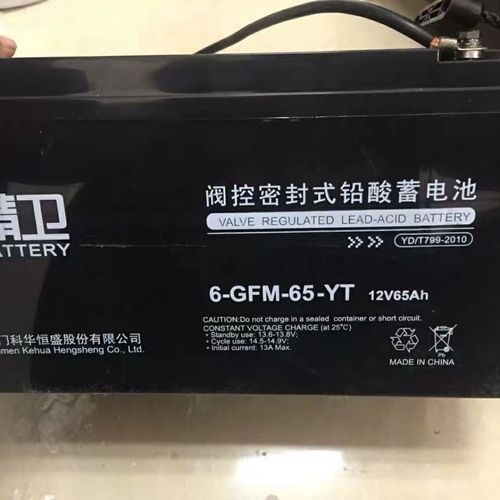 精卫
BATTERY
阀控密封式铅酸蓄电池
VALVE REGULATED LEAD-ACID BATTERY
YD/T799-2010
6-GFM-65-YT 12V65Ah
CAUTION:Do not charge in a sealed container or short circuit.
CONSTANT VOLTAGE CHARGE (at 25°C)
• Standby use: 13.6-13.8V;
• Cycle use: 14.5-14.9V;
• Initial current: 13A Max.
门科华恒盛股份有限公司
men Kehua Hengsheng Co., Ltd.
Pb
MADE IN CHINA